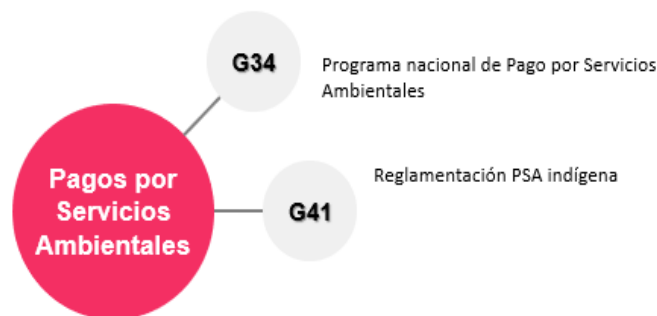 G34
Programa nacional de Pago por Servicios
Ambientales
Pagos por
Servicios
Ambientales
G41
Reglamentación PSA indígena